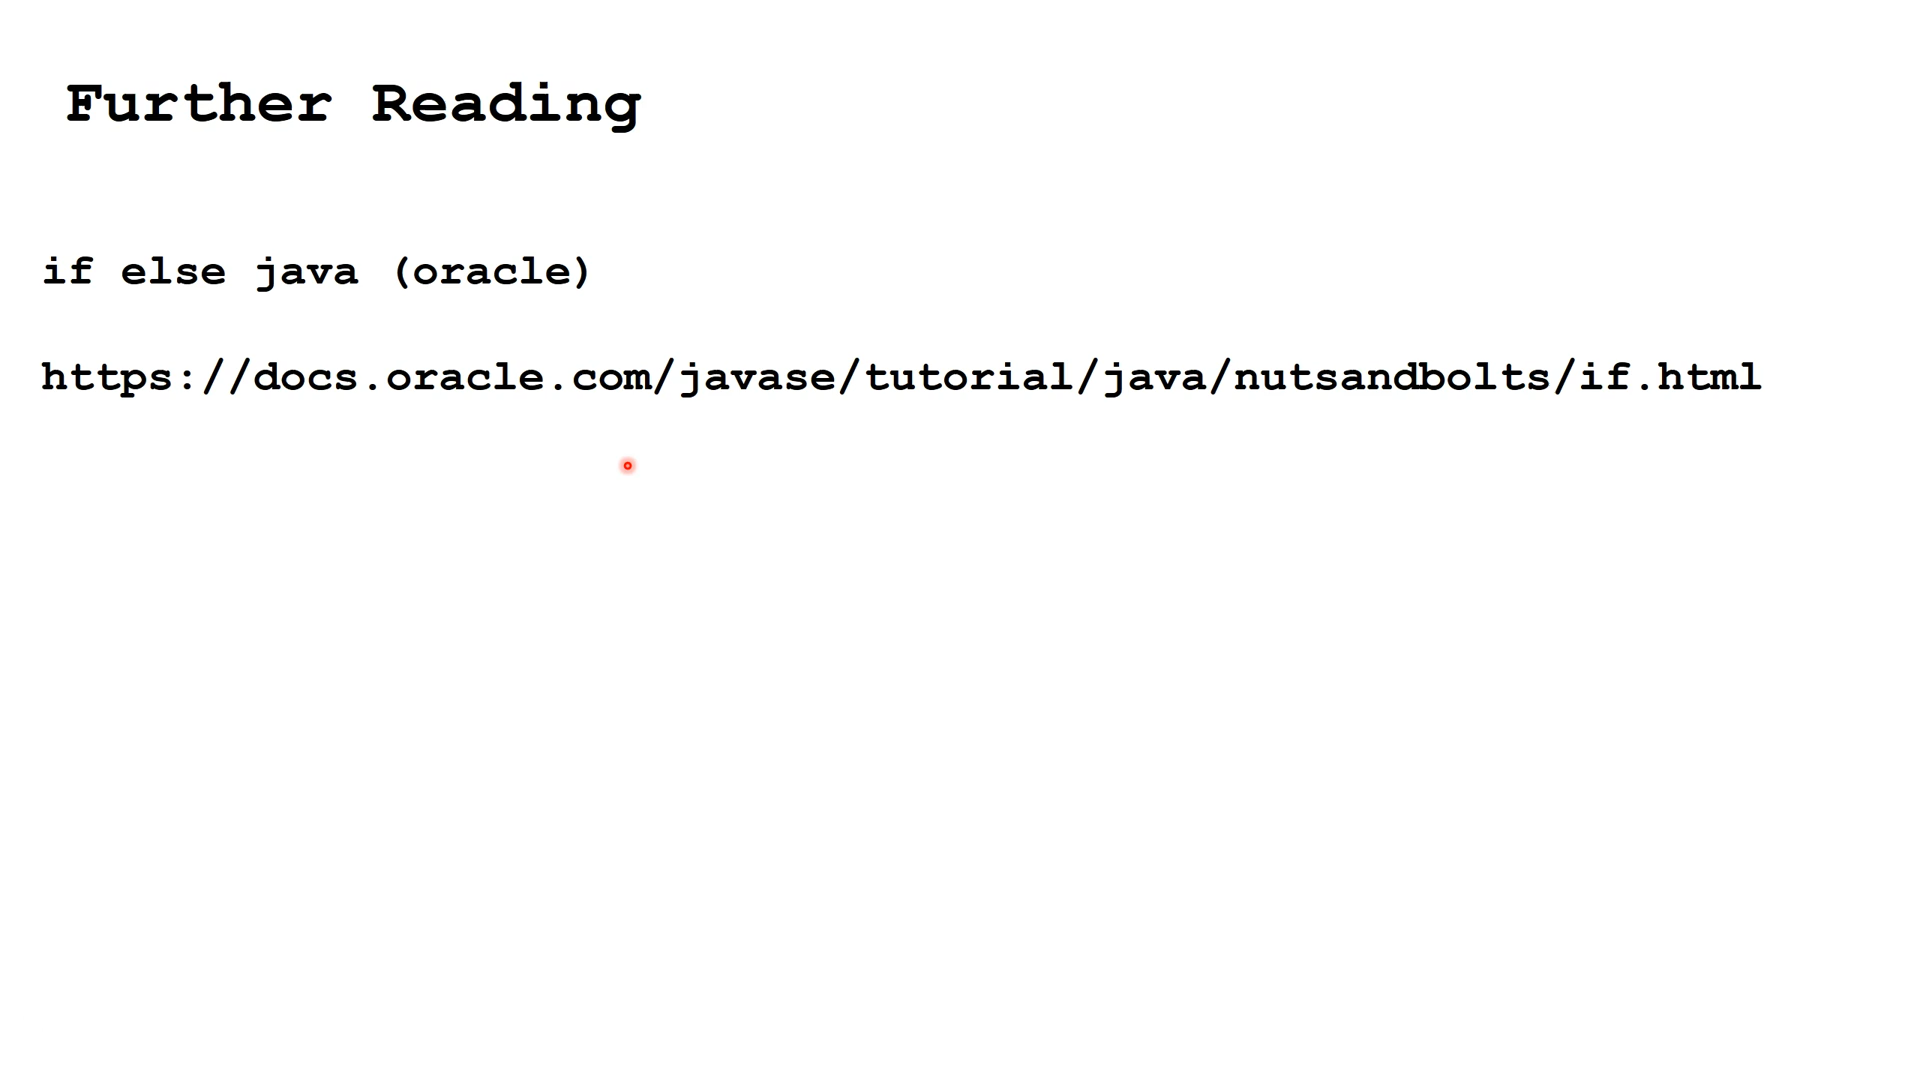 Further Reading
if else java (oracle)
https://docs.oracle.com/javase/tutorial/java/nutsandbolts/if.html